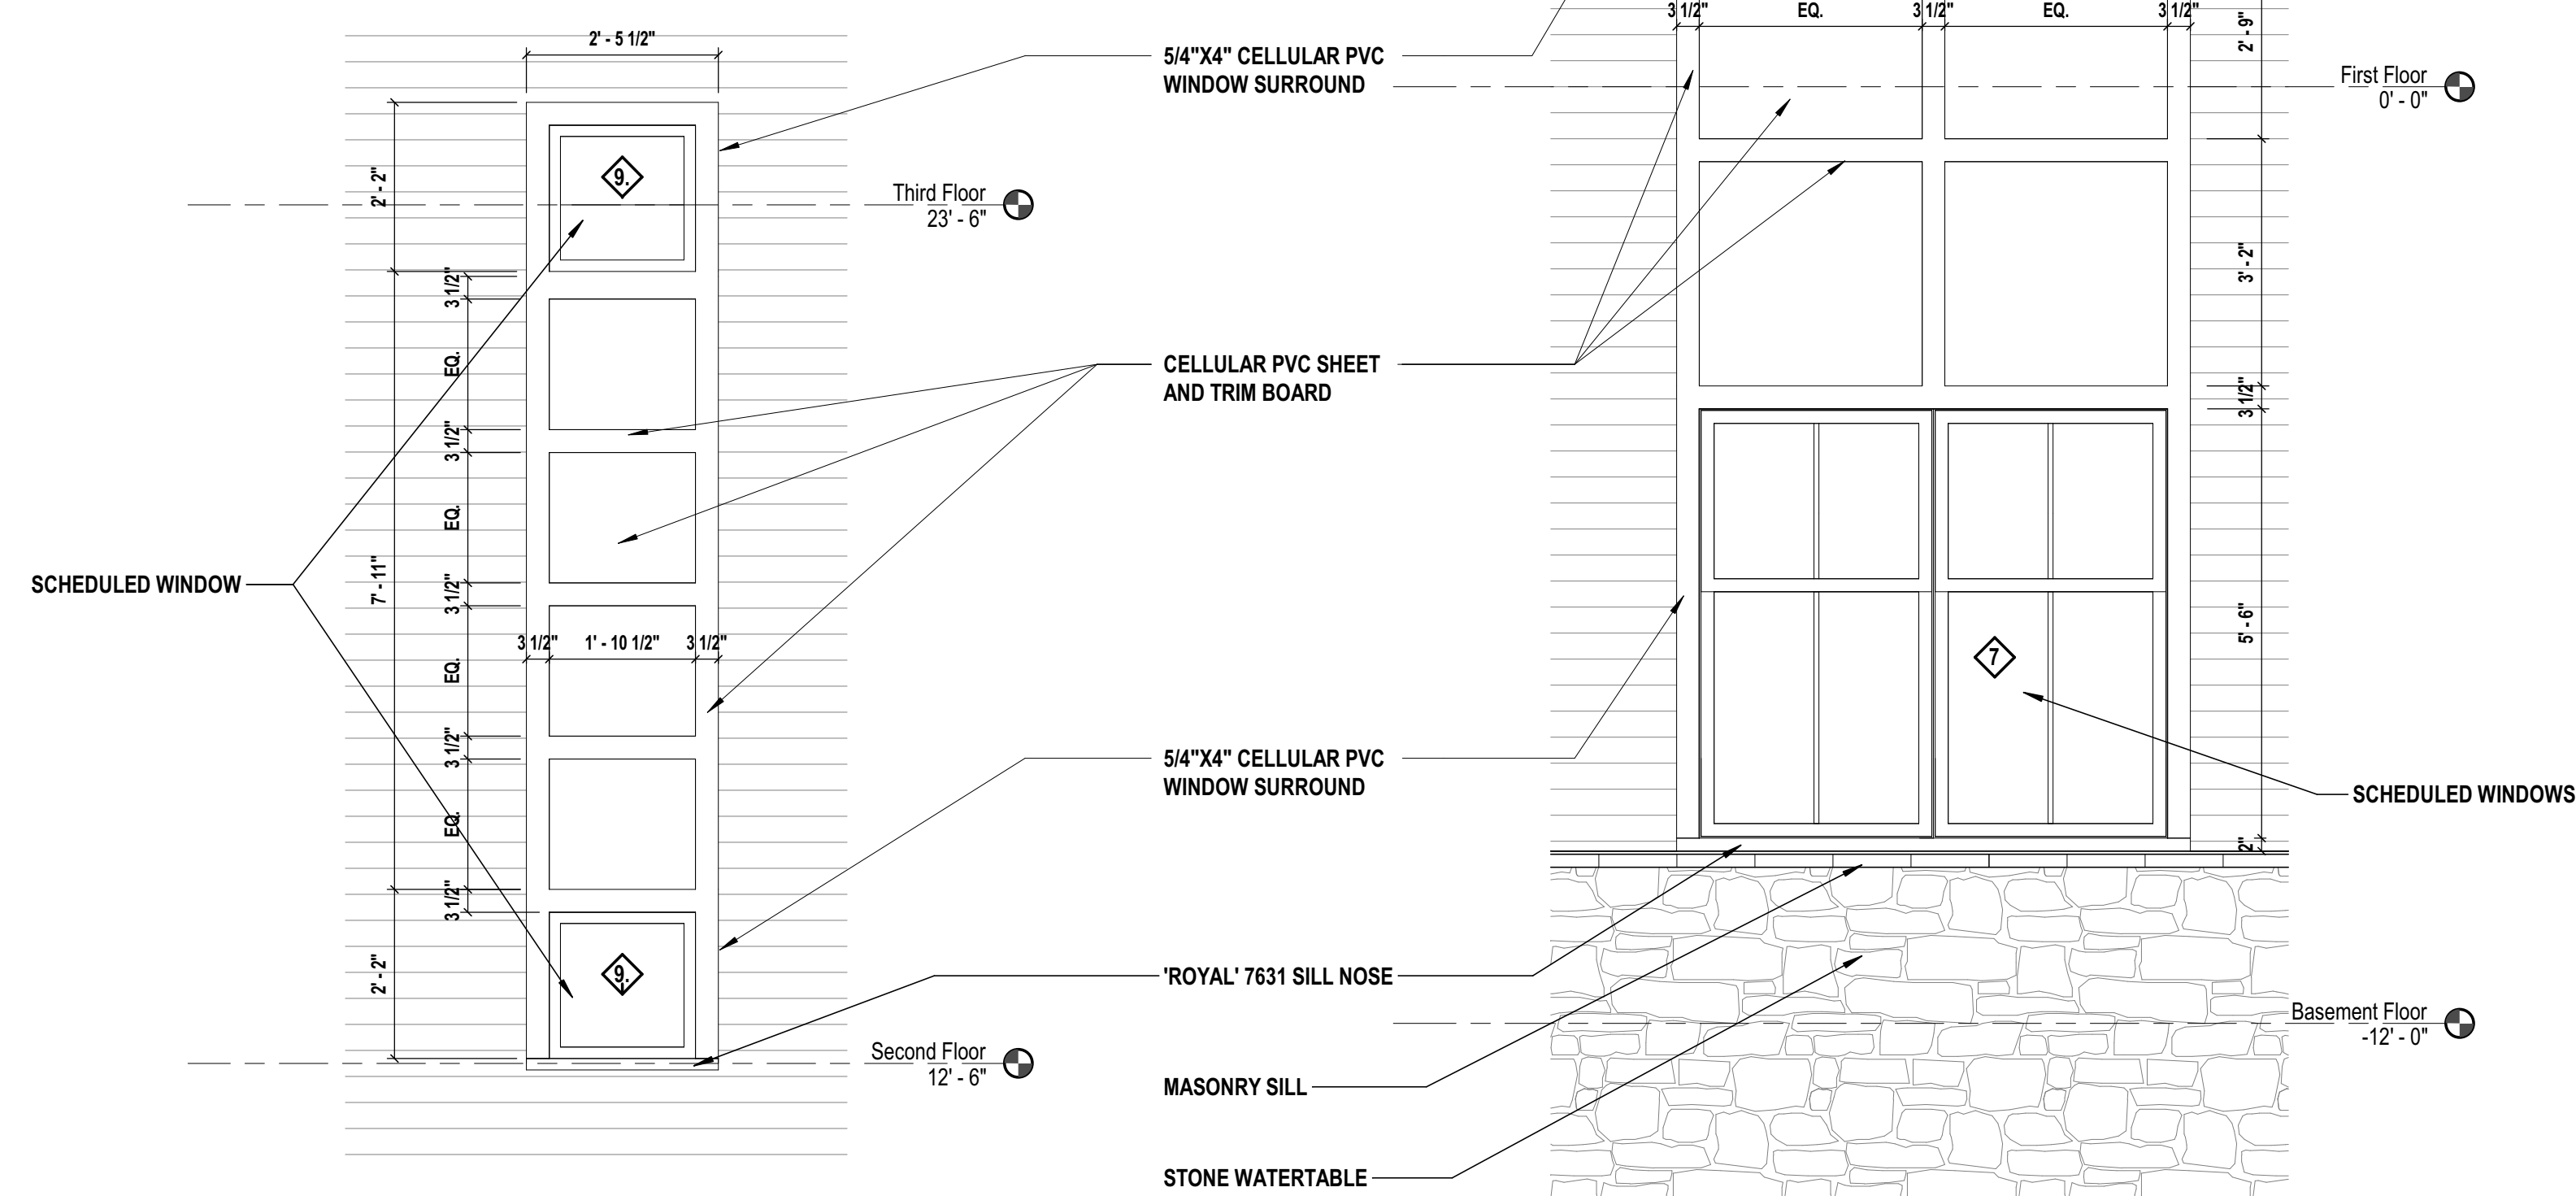 2' - 5 1/2"
2' - 2"
9.
Third Floor
23' - 6"
3 1/2"
EQ.
3 1/2"
EQ.
7' - 11"
3 1/2"
3 1/2"
1' - 10 1/2"
3 1/2"
EQ.
3 1/2"
EQ.
3 1/2"
2' - 2"
9.
Second Floor
12' - 6"
SCHEDULED WINDOW
5/4"X4" CELLULAR PVC
WINDOW SURROUND
CELLULAR PVC SHEET
AND TRIM BOARD
5/4"X4" CELLULAR PVC
WINDOW SURROUND
'ROYAL' 7631 SILL NOSE
MASONRY SILL
STONE WATERTABLE
3 1/2"
EQ.
3 1/2"
EQ.
3 1/2"
2' - 9"
First Floor
0' - 0"
3' - 2"
3 1/2"
5' - 6"
7
SCHEDULED WINDOWS
2"
Basement Floor
-12' - 0"